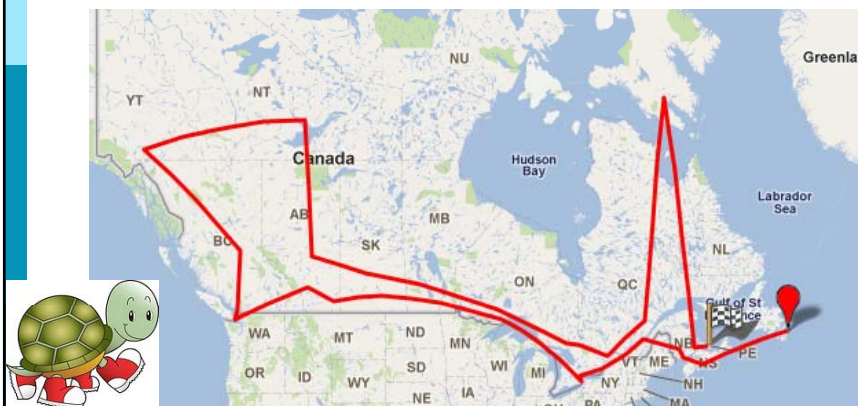 NU
Greenla
YT
NT
Canada
Hudson
Bay
Labrador
Sea
AB
MB
BC
SK
NL
ON
QC
Gulf of St
WA
MT
ND
MN
NB
PE
NS
VT
ME
OR
ID
SD
WI
MI
WY
NY
NH
NE
IA
PA
MA